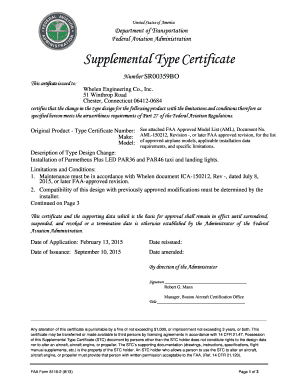 United States of America
Department of Transportation
Federal Aviation Administration
Supplemental Type Certificate
Number SR00359BO
This certificate issued to:
Whelen Engineering Co., Inc.
51 Winthrop Road
Chester, Connecticut 06412-0684
certifies that the change in the type design for the following product with the limitations and conditions therefore as
specified hereon meets the airworthiness requirements of Part 27 of the Federal Aviation Regulations.
Original Product - Type Certificate Number:
Make:
Model:
See attached FAA Approved Model List (AML), Document No.
AML-150212, Revision -, or later FAA approved revision, for the list
of approved airplane models, applicable installation data
requirements, and specific limitations.
Description of Type Design Change:
Installation of Parmetheus Plus LED PAR36 and PAR46 taxi and landing lights.
Limitations and Conditions:
1. Maintenance must be in accordance with Whelen document ICA-150212, Rev -, dated July 8,
2015, or later FAA-approved revision.
2. Compatibility of this design with previously approved modifications must be determined by the
installer.
Continued on Page 3
This certificate and the supporting data which is the basis for approval shall remain in effect until surrendered,
suspended, and revoked or a termination date is otherwise established by the Administrator of the Federal
Aviation Administration.
Date of Application: February 13, 2015
Date reissued:
Date of Issuance: September 10, 2015
Date amended:
By direction of the Administrator
Signature
Robert G. Mann
Manager, Boston Aircraft Certification Office
Title
Any alteration of this certificate is punishable by a fine of not exceeding $1,000, or imprisonment not exceeding 3 years, or both. This
certificate may be transferred or made available to third persons by licensing agreements in accordance with 14 CFR 21.47. Possession
of this Supplemental Type Certificate (STC) document by persons other than the STC holder does not constitute rights to the design data
nor to alter an aircraft, aircraft engine, or propeller. The STC's supporting documentation (drawings, instructions, specifications, flight
manual supplements, etc.) is the property of the STC holder. An STC holder who allows a person to use the STC to alter an aircraft,
aircraft engine, or propeller must provide that person with written permission acceptable to the FAA. (Ref. 14 CFR 21.120).
FAA Form 8110-2 (8/13)
Page 1 of 3